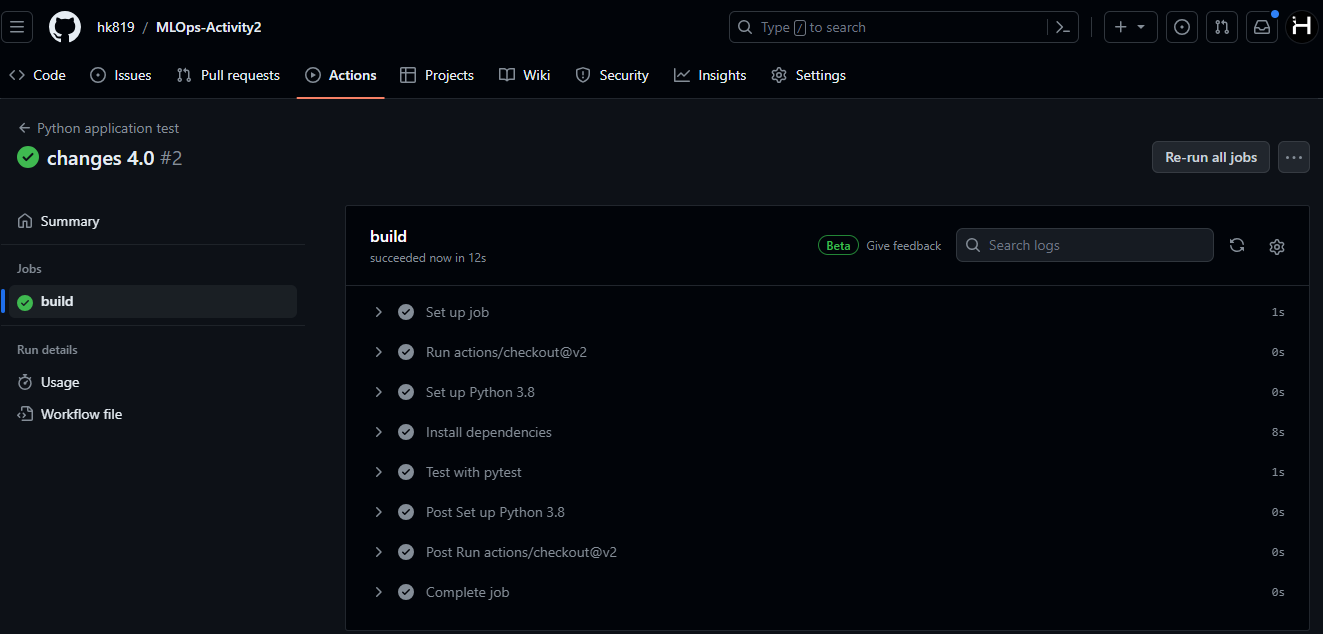 hk819 / MLOps-Activity2
Type / to search
Code Issues Pull requests Actions Projects Wiki Security Insights Settings
Python application test
changes 4.0 #2
Re-run all jobs
Summary
Jobs
build
Run details
Usage
Workflow file
build
succeeded now in 12s
Beta Give feedback
Search logs
Set up job 1s
Run actions/checkout@v2 0s
Set up Python 3.8 0s
Install dependencies 8s
Test with pytest 1s
Post Set up Python 3.8 0s
Post Run actions/checkout@v2 0s
Complete job 0s